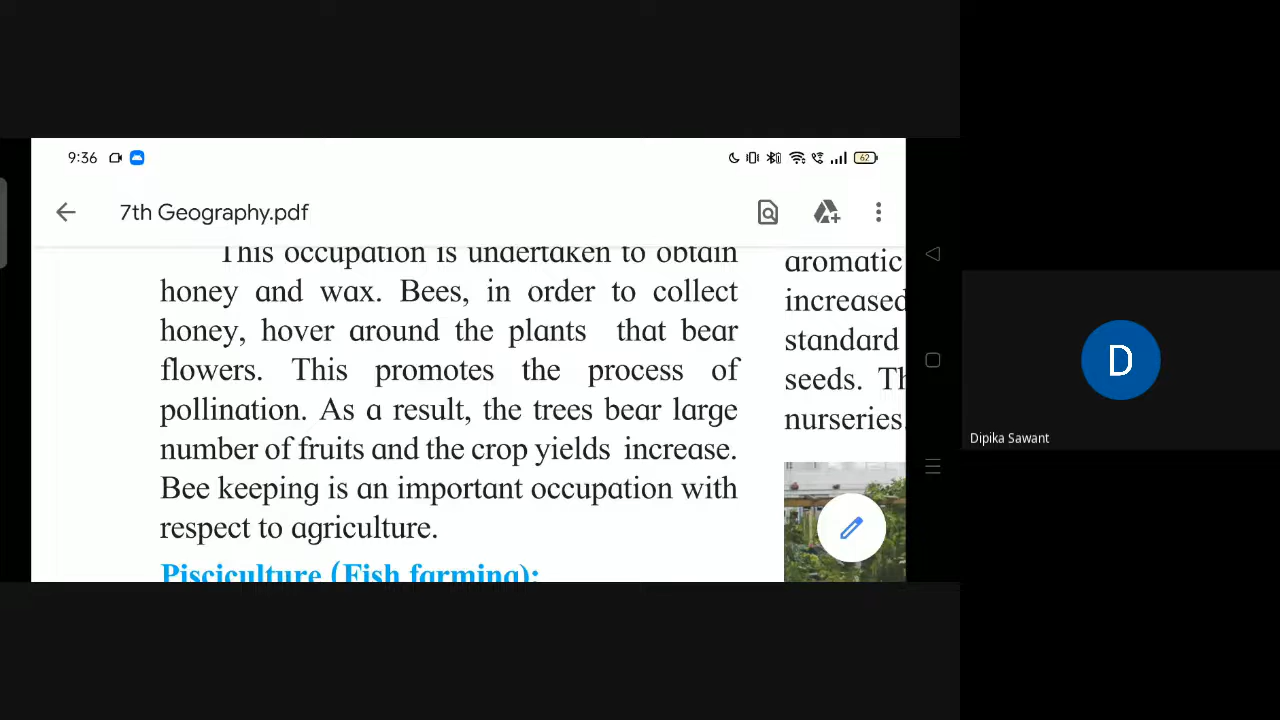 9:36
62
7th Geography.pdf
This occupation is undertaken to obtain
honey and wax. Bees, in order to collect
honey, hover around the plants that bear
flowers. This promotes the process of
pollination. As a result, the trees bear large
number of fruits and the crop yields increase.
Bee keeping is an important occupation with
respect to agriculture.
Pisciculture (Fish farming):
aromatic
increased
standard
seeds. Th
nurseries.
D
Dipika Sawant